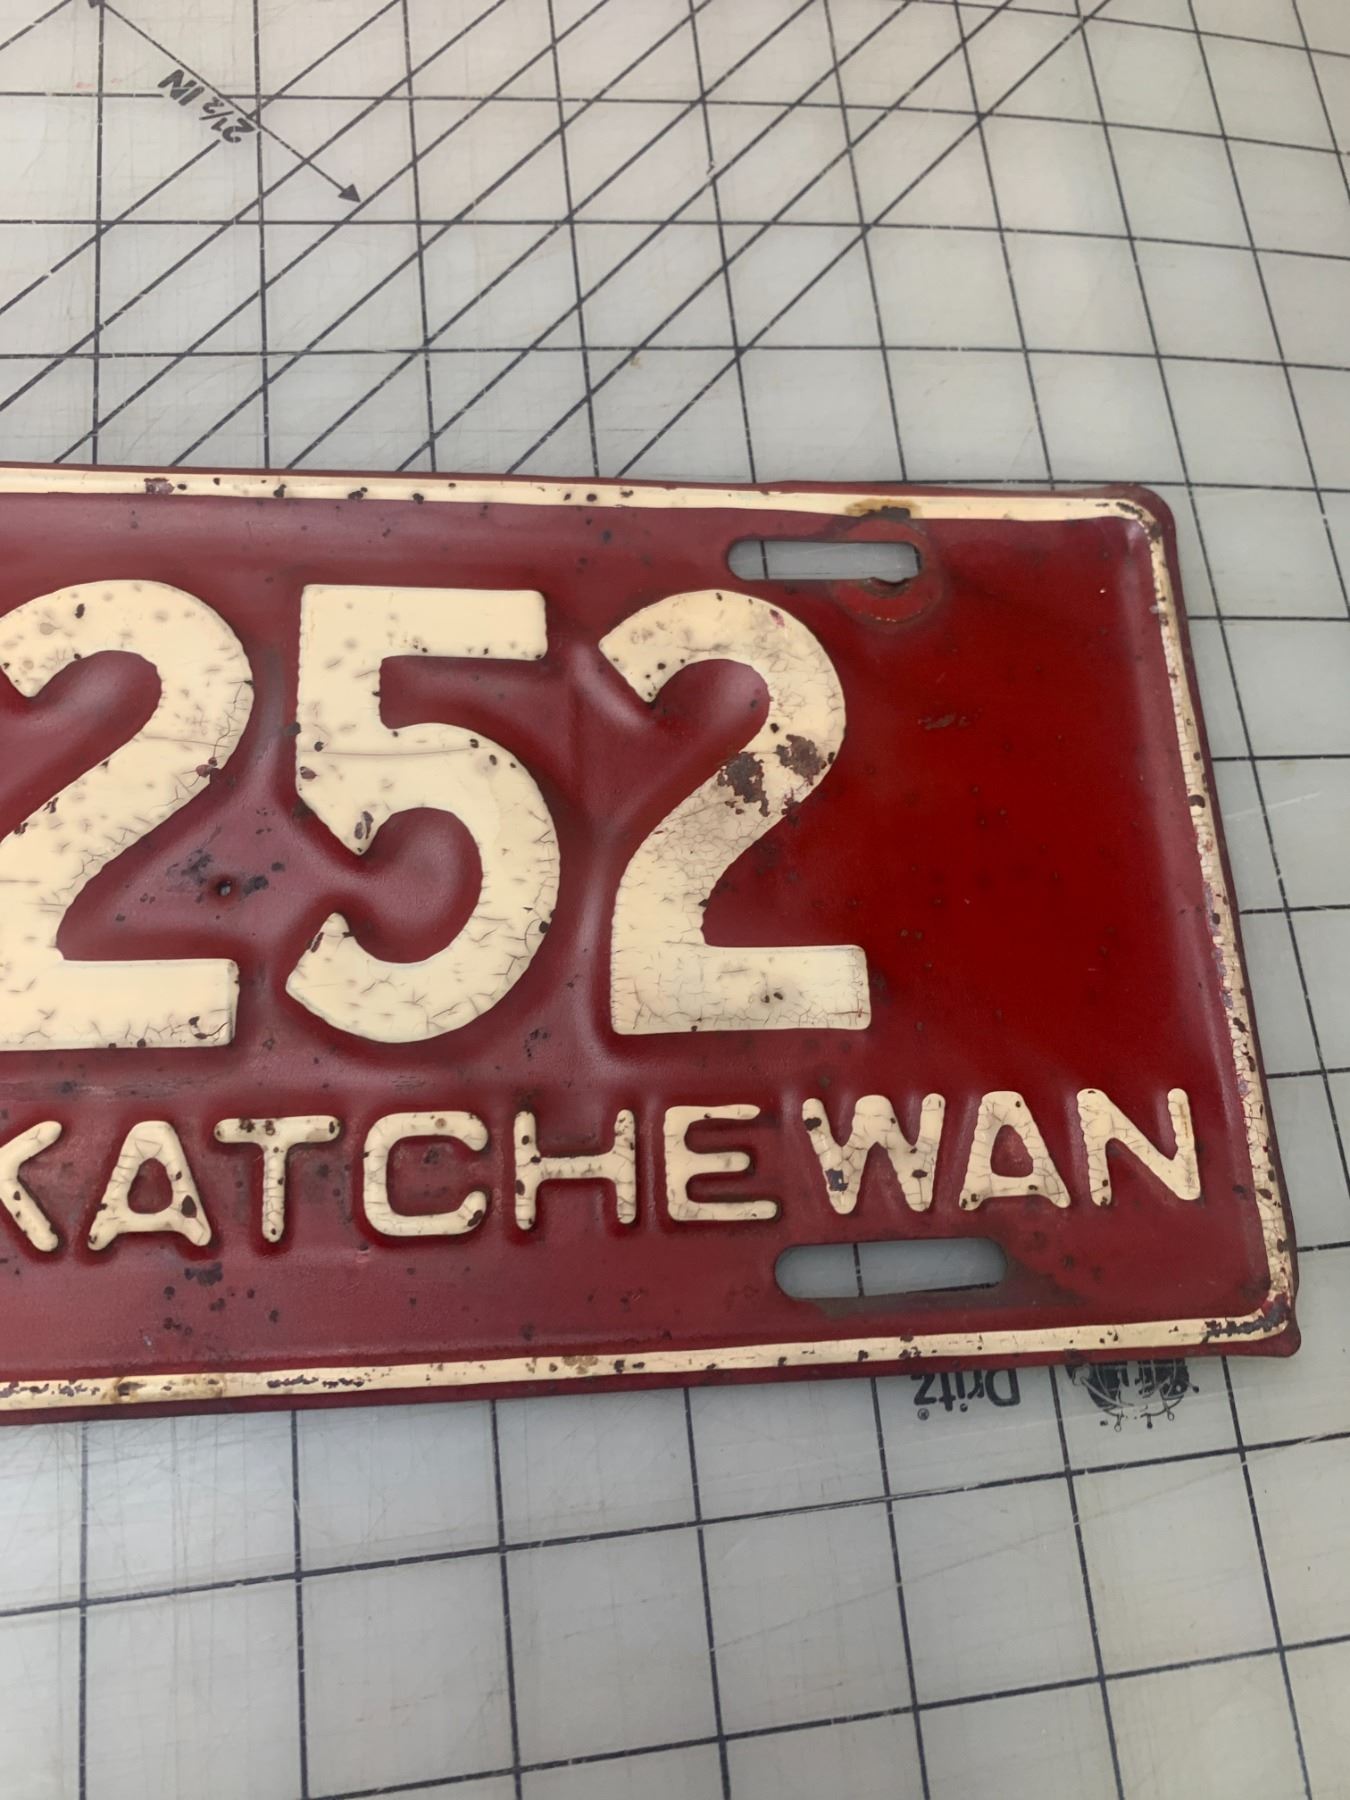 2½ IN
252
KATCHEWAN
Dritz®